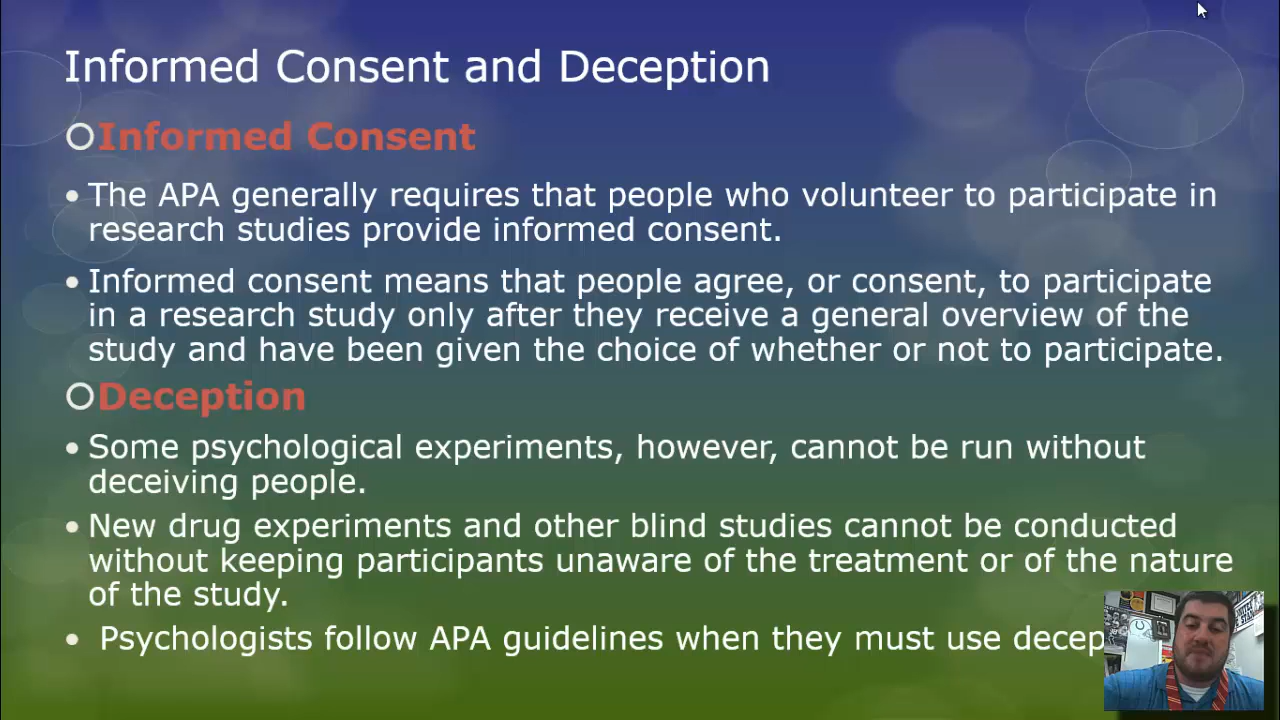 Informed Consent and Deception
Informed Consent
• The APA generally requires that people who volunteer to participate in
research studies provide informed consent.
• Informed consent means that people agree, or consent, to participate
in a research study only after they receive a general overview of the
study and have been given the choice of whether or not to participate.
Deception
• Some psychological experiments, however, cannot be run without
deceiving people.
• New drug experiments and other blind studies cannot be conducted
without keeping participants unaware of the treatment or of the nature
of the study.
• Psychologists follow APA guidelines when they must use decep